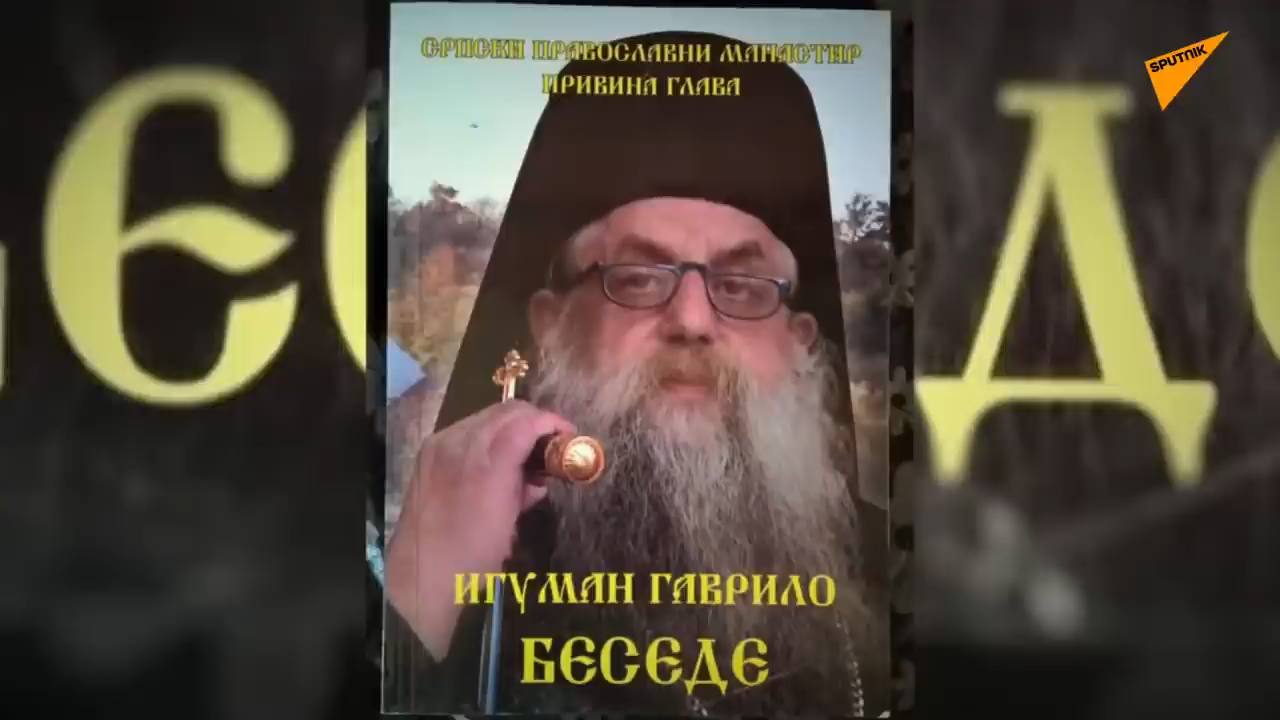 СРПСКИ ПРАВОСЛАВНИ МАНАСТИР
ПРИВИНА ГЛАВА
SPUTNIK
ИГУМАН ГАВРИЛО
БЕСЕДЕ